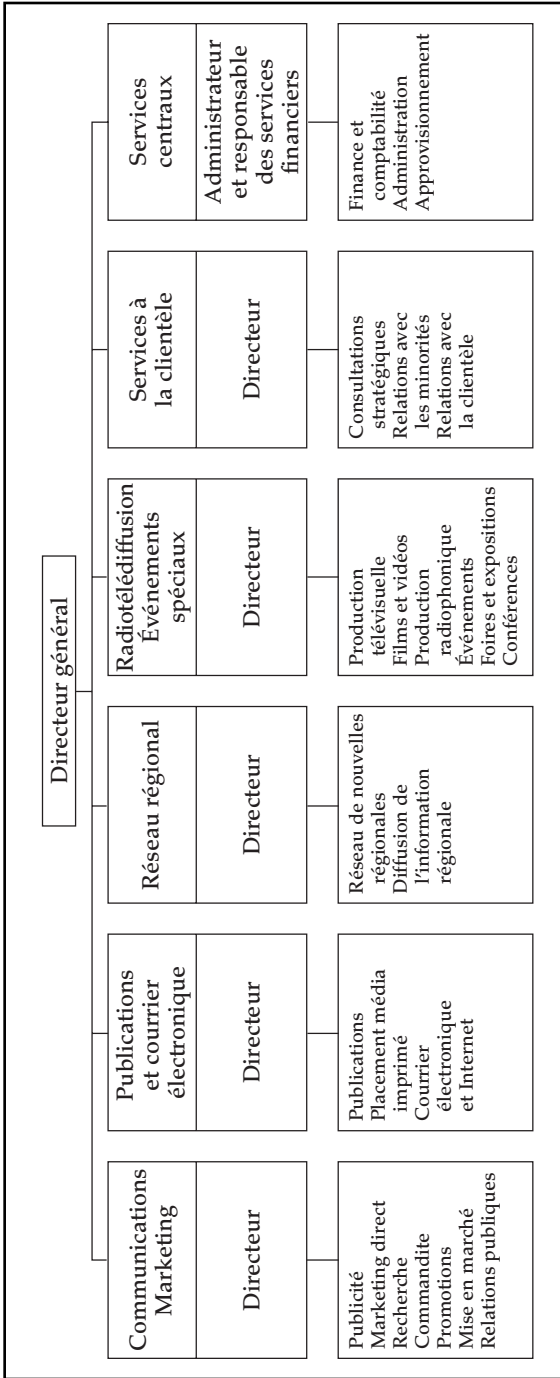 Directeur général
Communications
Marketing
Directeur
Publicité
Marketing direct
Recherche
Commandite
Promotions
Mise en marché
Relations publiques
Publications
et courrier
électronique
Directeur
Publications
Placement média
imprimé
Courrier
électronique
et Internet
Réseau régional
Directeur
Réseau de nouvelles
régionales
Diffusion de
l'information
régionale
Radiotélédiffusion
Événements
spéciaux
Directeur
Production
télévisuelle
Films et vidéos
Production
radiophonique
Événements
Foires et expositions
Conférences
Services à
la clientèle
Directeur
Consultations
stratégiques
Relations avec
les minorités
Relations avec
la clientèle
Services
centraux
Administrateur
et responsable
des services
financiers
Finance et
comptabilité
Administration
Approvisionnement